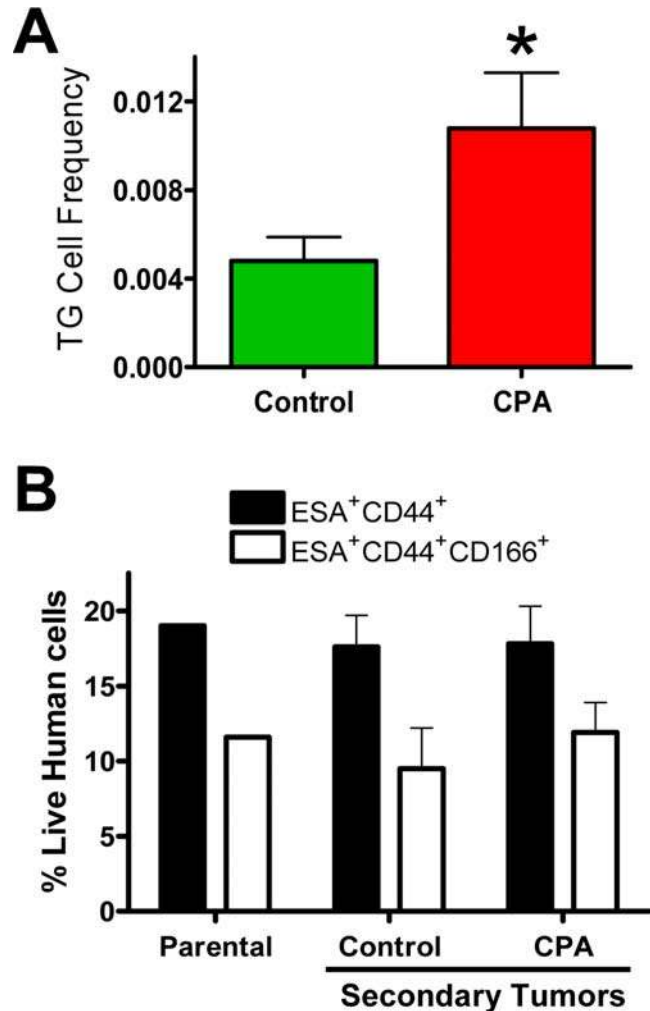 A
*
TG Cell Frequency
0.012
0.008
0.004
0.000
Control CPA
B
ESA⁺CD44⁺
ESA⁺CD44⁺CD166⁺
% Live Human cells
20
15
10
5
0
Parental Control CPA
Secondary Tumors